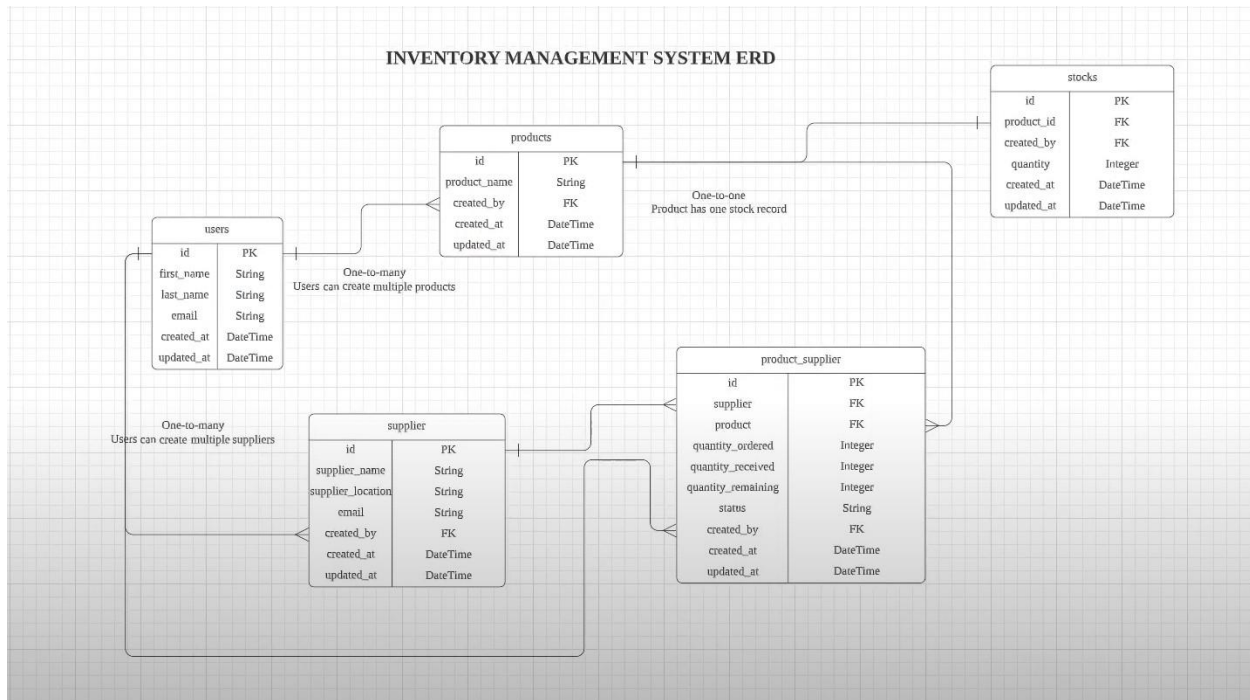 INVENTORY MANAGEMENT SYSTEM ERD
stocks
id PK
product_id FK
created_by FK
quantity Integer
created_at DateTime
updated_at DateTime
products
id PK
product_name String
created_by FK
created_at DateTime
updated_at DateTime
One-to-one
Product has one stock record
users
id PK
first_name String
last_name String
email String
created_at DateTime
updated_at DateTime
One-to-many
Users can create multiple products
product_supplier
id PK
supplier FK
product FK
quantity_ordered Integer
quantity_received Integer
quantity_remaining Integer
status String
created_by FK
created_at DateTime
updated_at DateTime
One-to-many
Users can create multiple suppliers
supplier
id PK
supplier_name String
supplier_location String
email String
created_by FK
created_at DateTime
updated_at DateTime